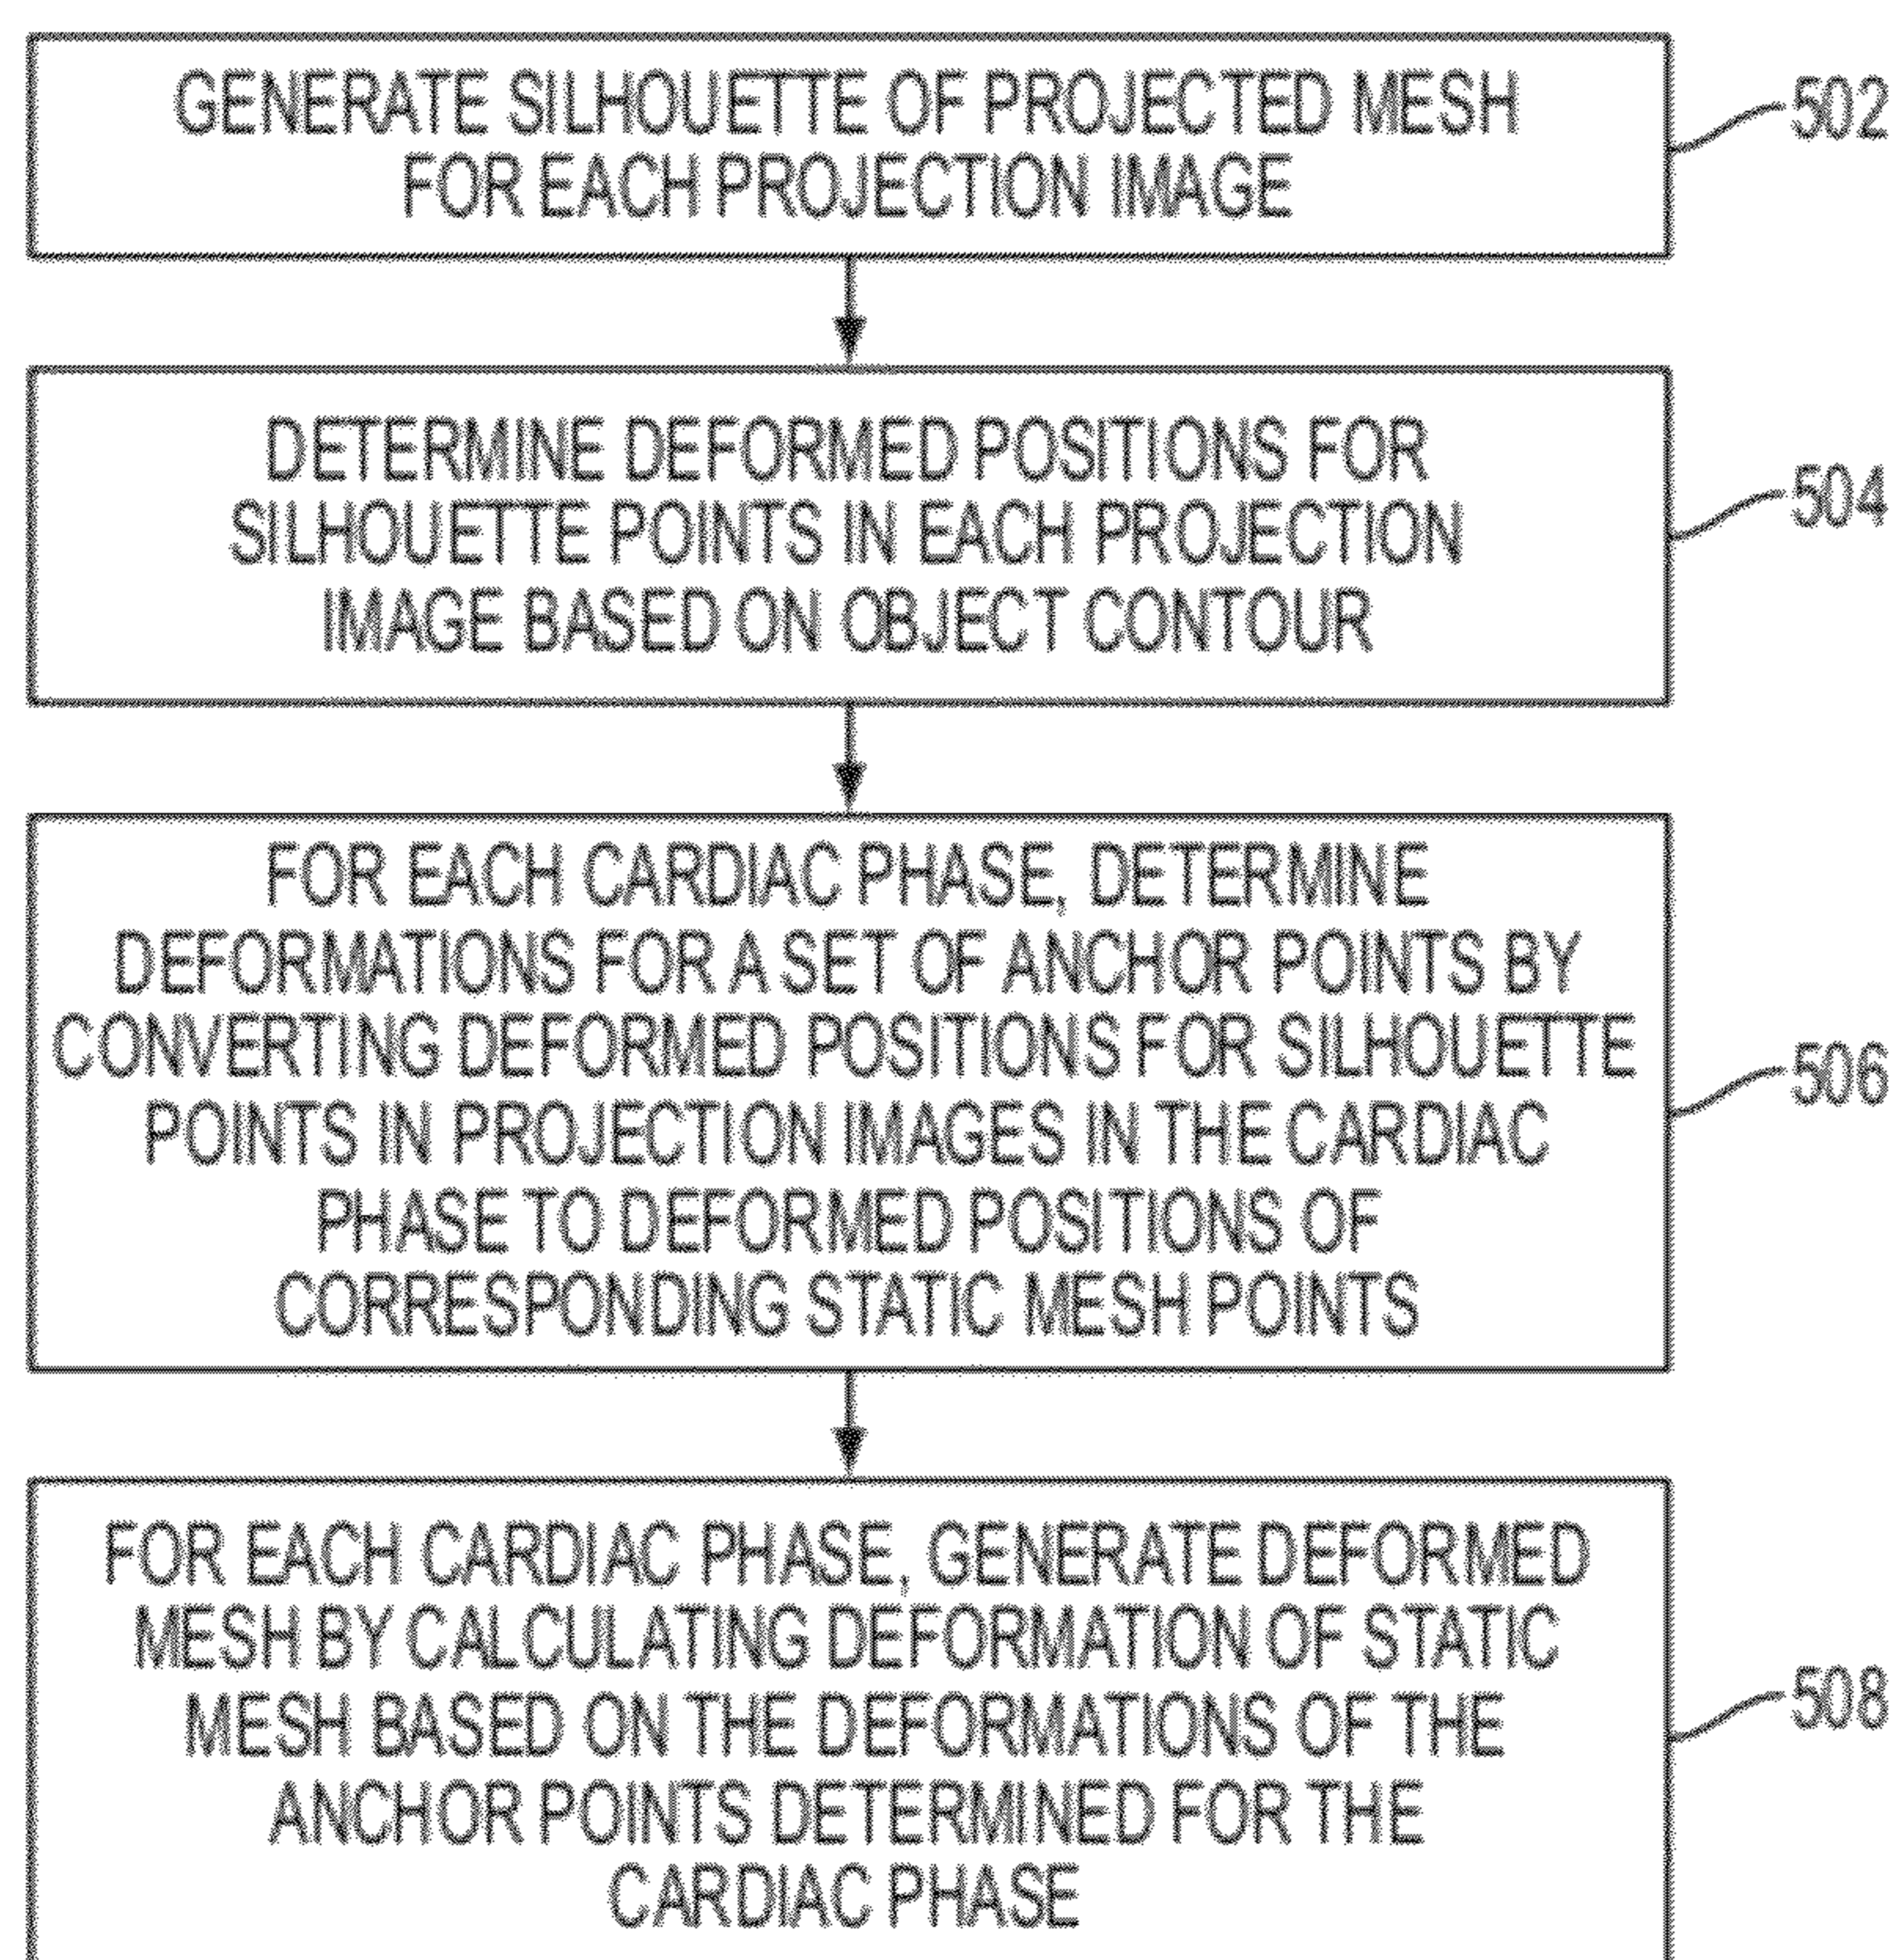 GENERATE SILHOUETTE OF PROJECTED MESH
FOR EACH PROJECTION IMAGE
502
DETERMINE DEFORMED POSITIONS FOR
SILHOUETTE POINTS IN EACH PROJECTION
IMAGE BASED ON OBJECT CONTOUR
504
FOR EACH CARDIAC PHASE, DETERMINE
DEFORMATIONS FOR A SET OF ANCHOR POINTS BY
CONVERTING DEFORMED POSITIONS FOR SILHOUETTE
POINTS IN PROJECTION IMAGES IN THE CARDIAC
PHASE TO DEFORMED POSITIONS OF
CORRESPONDING STATIC MESH POINTS
506
FOR EACH CARDIAC PHASE, GENERATE DEFORMED
MESH BY CALCULATING DEFORMATION OF STATIC
MESH BASED ON THE DEFORMATIONS OF THE
ANCHOR POINTS DETERMINED FOR THE
CARDIAC PHASE
508